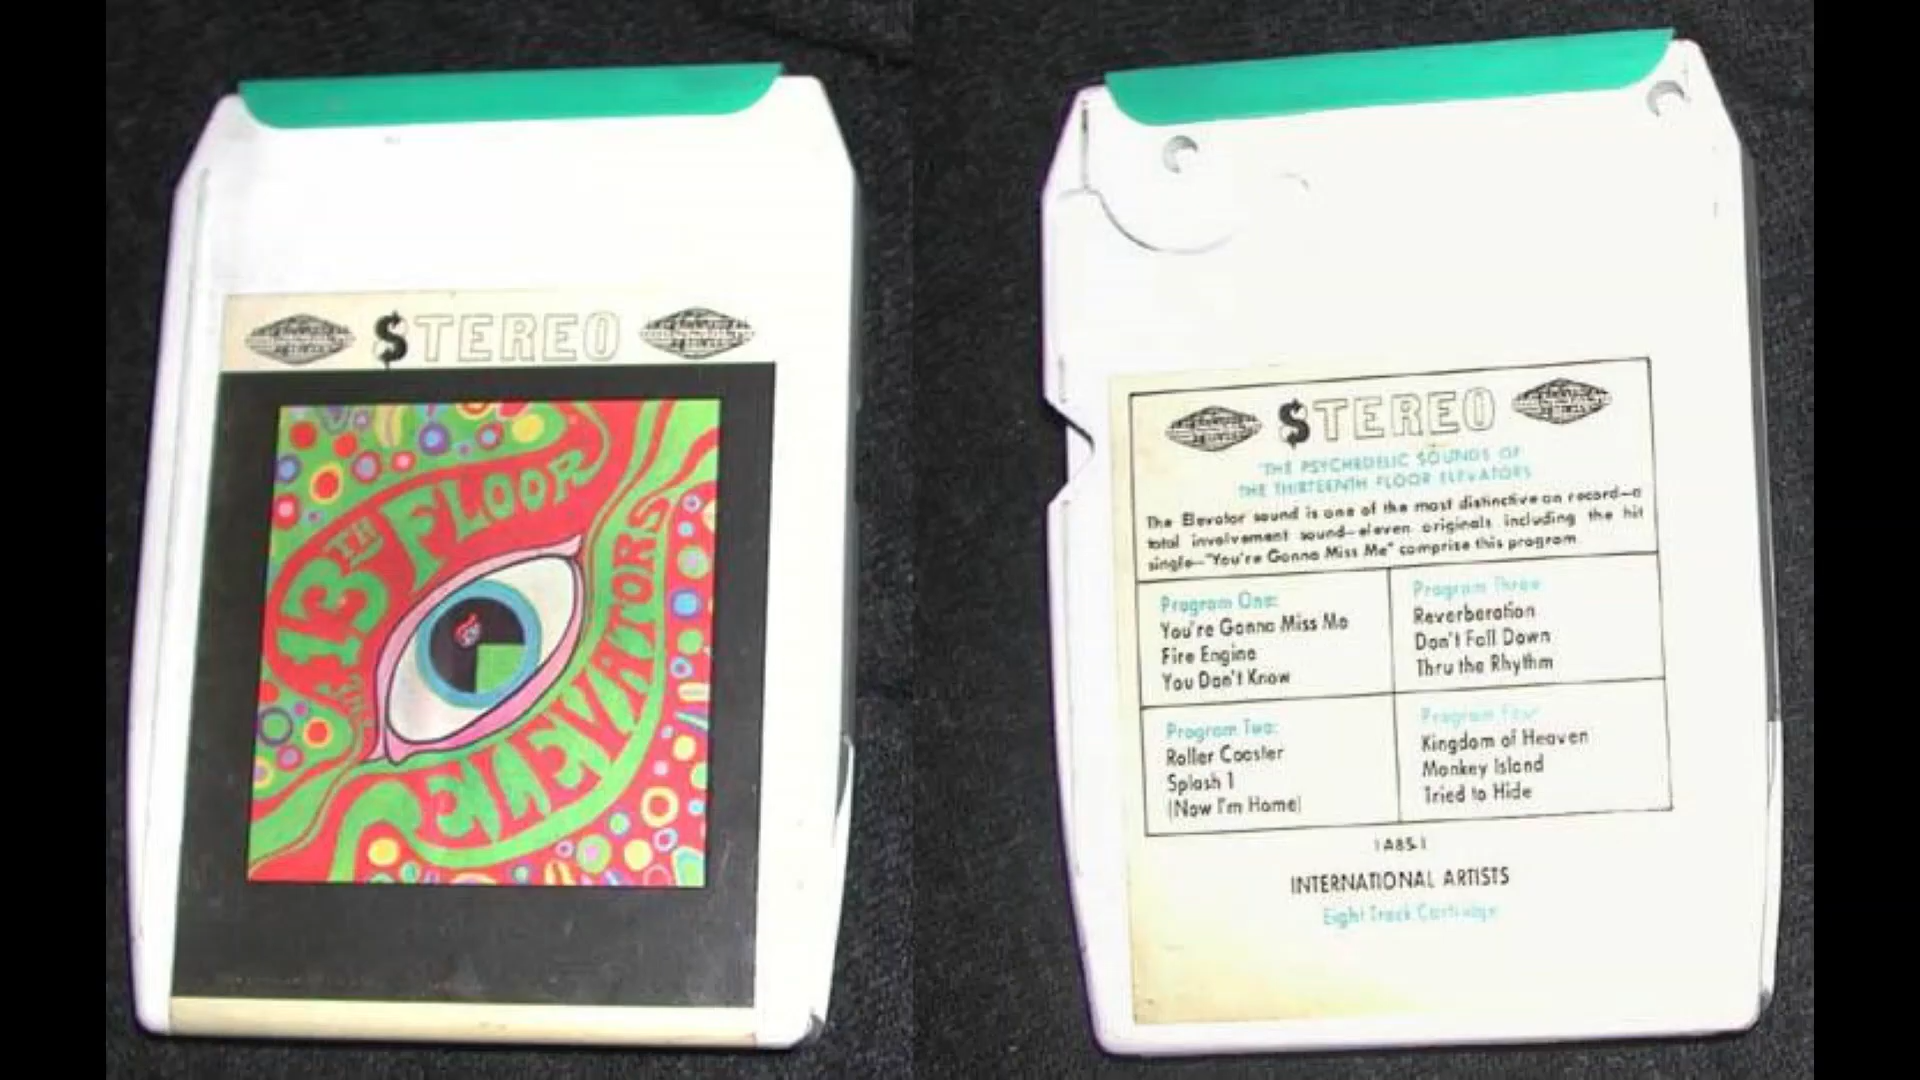 $TEREO
THE
13TH
FLOOR
ELEVATORS
$TEREO
THE PSYCHEDELIC SOUNDS OF
THE THIRTEENTH FLOOR ELEVATORS
The Elevator sound is one of the most distinctive on record—a
total involvement sound—eleven originals including the hit
single—"You're Gonna Miss Me" comprise this program
Program One:
You're Gonna Miss Me
Fire Engine
You Don't Know
Program Two:
Roller Coaster
Splash 1
(Now I'm Home)
Program Three
Reverberation
Don't Fall Down
Thru the Rhythm
Program Four
Kingdom of Heaven
Monkey Island
Tried to Hide
INTERNATIONAL ARTISTS
Eight Track Cartridge